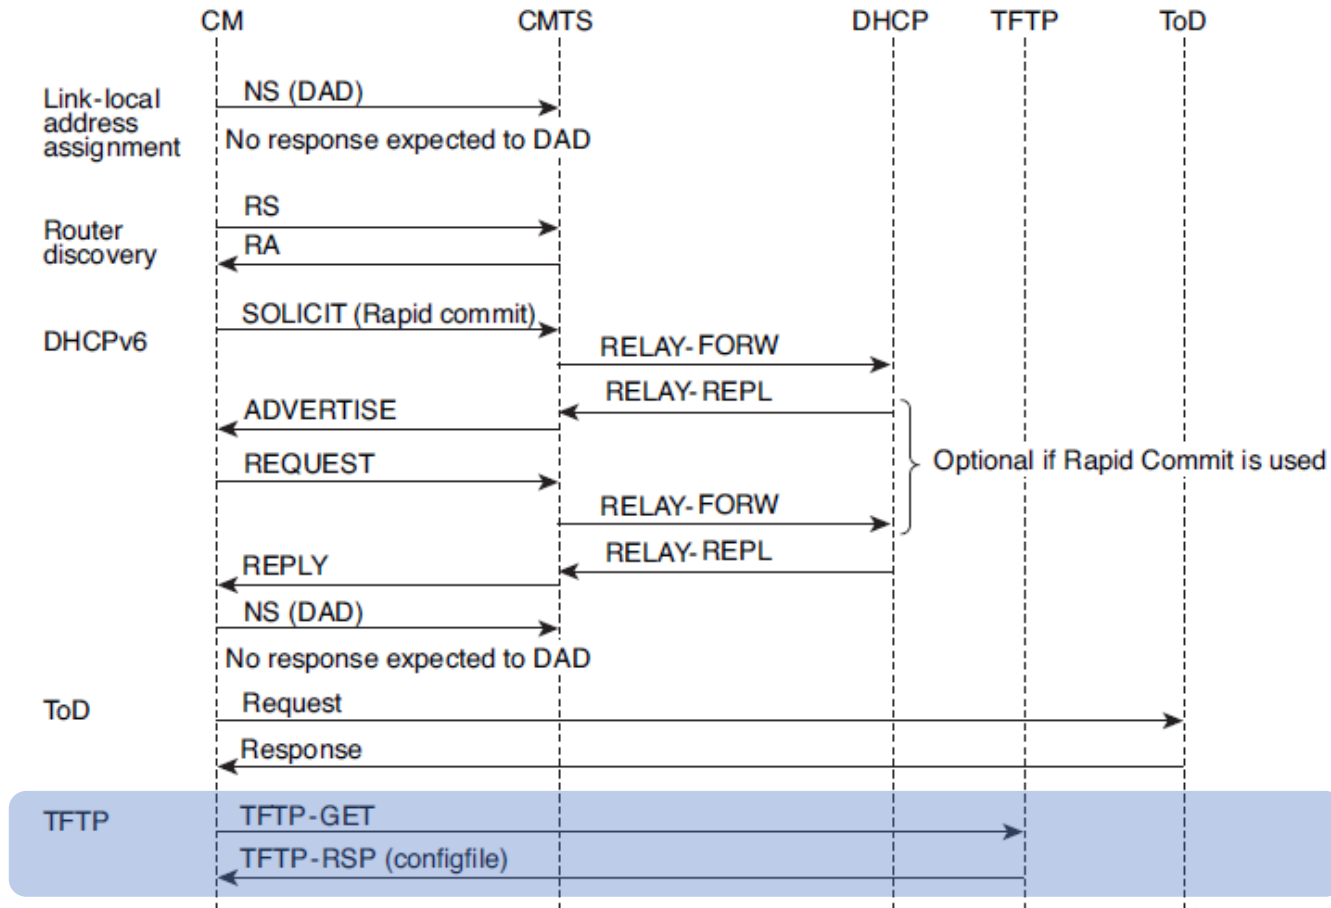 CM CMTS DHCP TFTP ToD
NS (DAD)
Link-local
address
assignment
No response expected to DAD
RS
Router
discovery
RA
SOLICIT (Rapid commit)
DHCPv6
RELAY-FORW
RELAY-REPL
ADVERTISE
REQUEST
Optional if Rapid Commit is used
RELAY-FORW
RELAY-REPL
REPLY
NS (DAD)
No response expected to DAD
ToD
Request
Response
TFTP
TFTP-GET
TFTP-RSP (configfile)